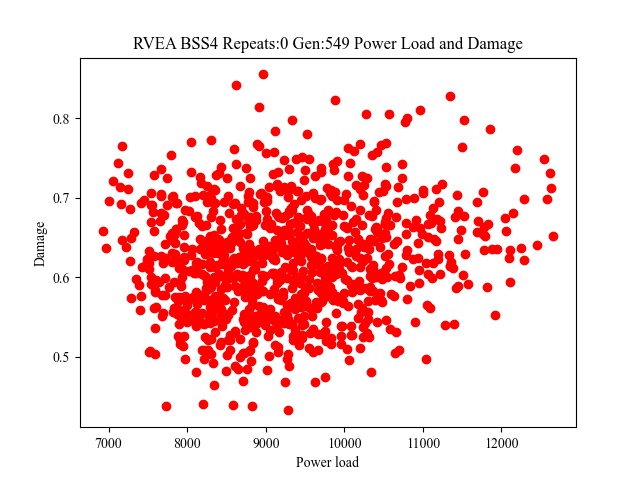 RVEA BSS4 Repeats:0 Gen:549 Power Load and Damage
0.8
0.7
0.6
0.5
Damage
7000 8000 9000 10000 11000 12000
Power load